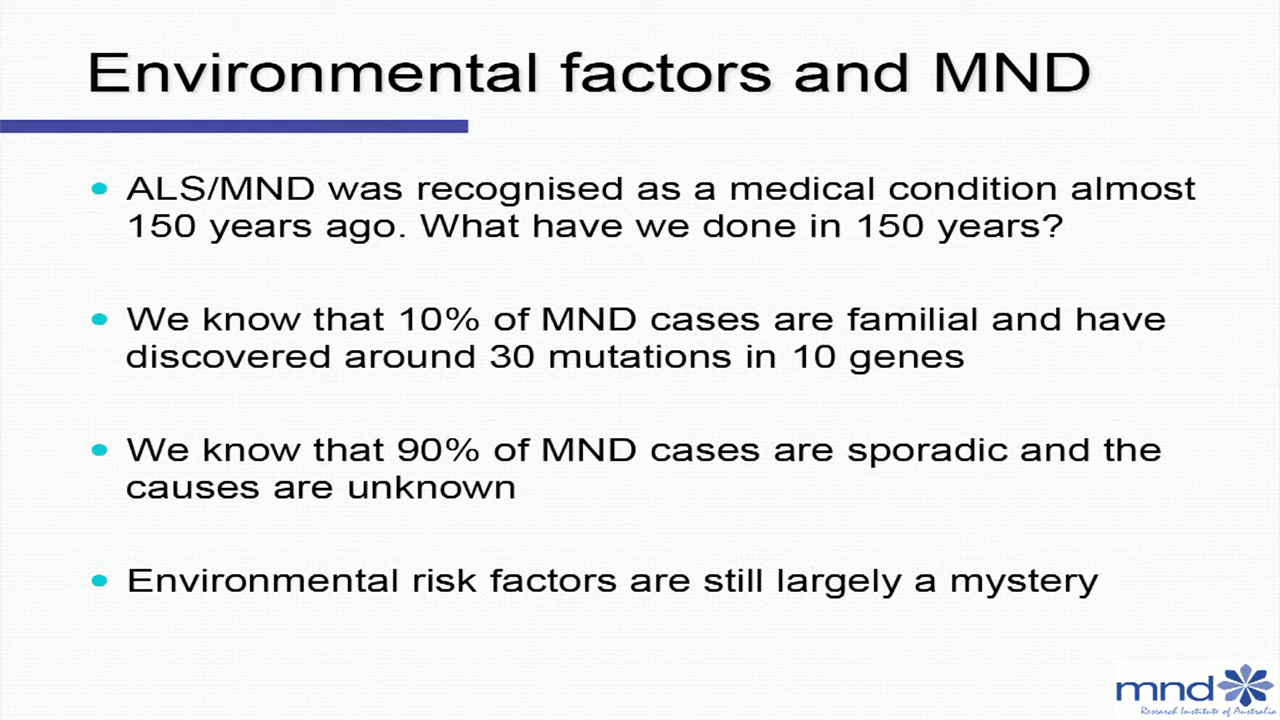 Environmental factors and MND
• ALS/MND was recognised as a medical condition almost
150 years ago. What have we done in 150 years?
• We know that 10% of MND cases are familial and have
discovered around 30 mutations in 10 genes
• We know that 90% of MND cases are sporadic and the
causes are unknown
• Environmental risk factors are still largely a mystery
mnd
Research Institute of Australia